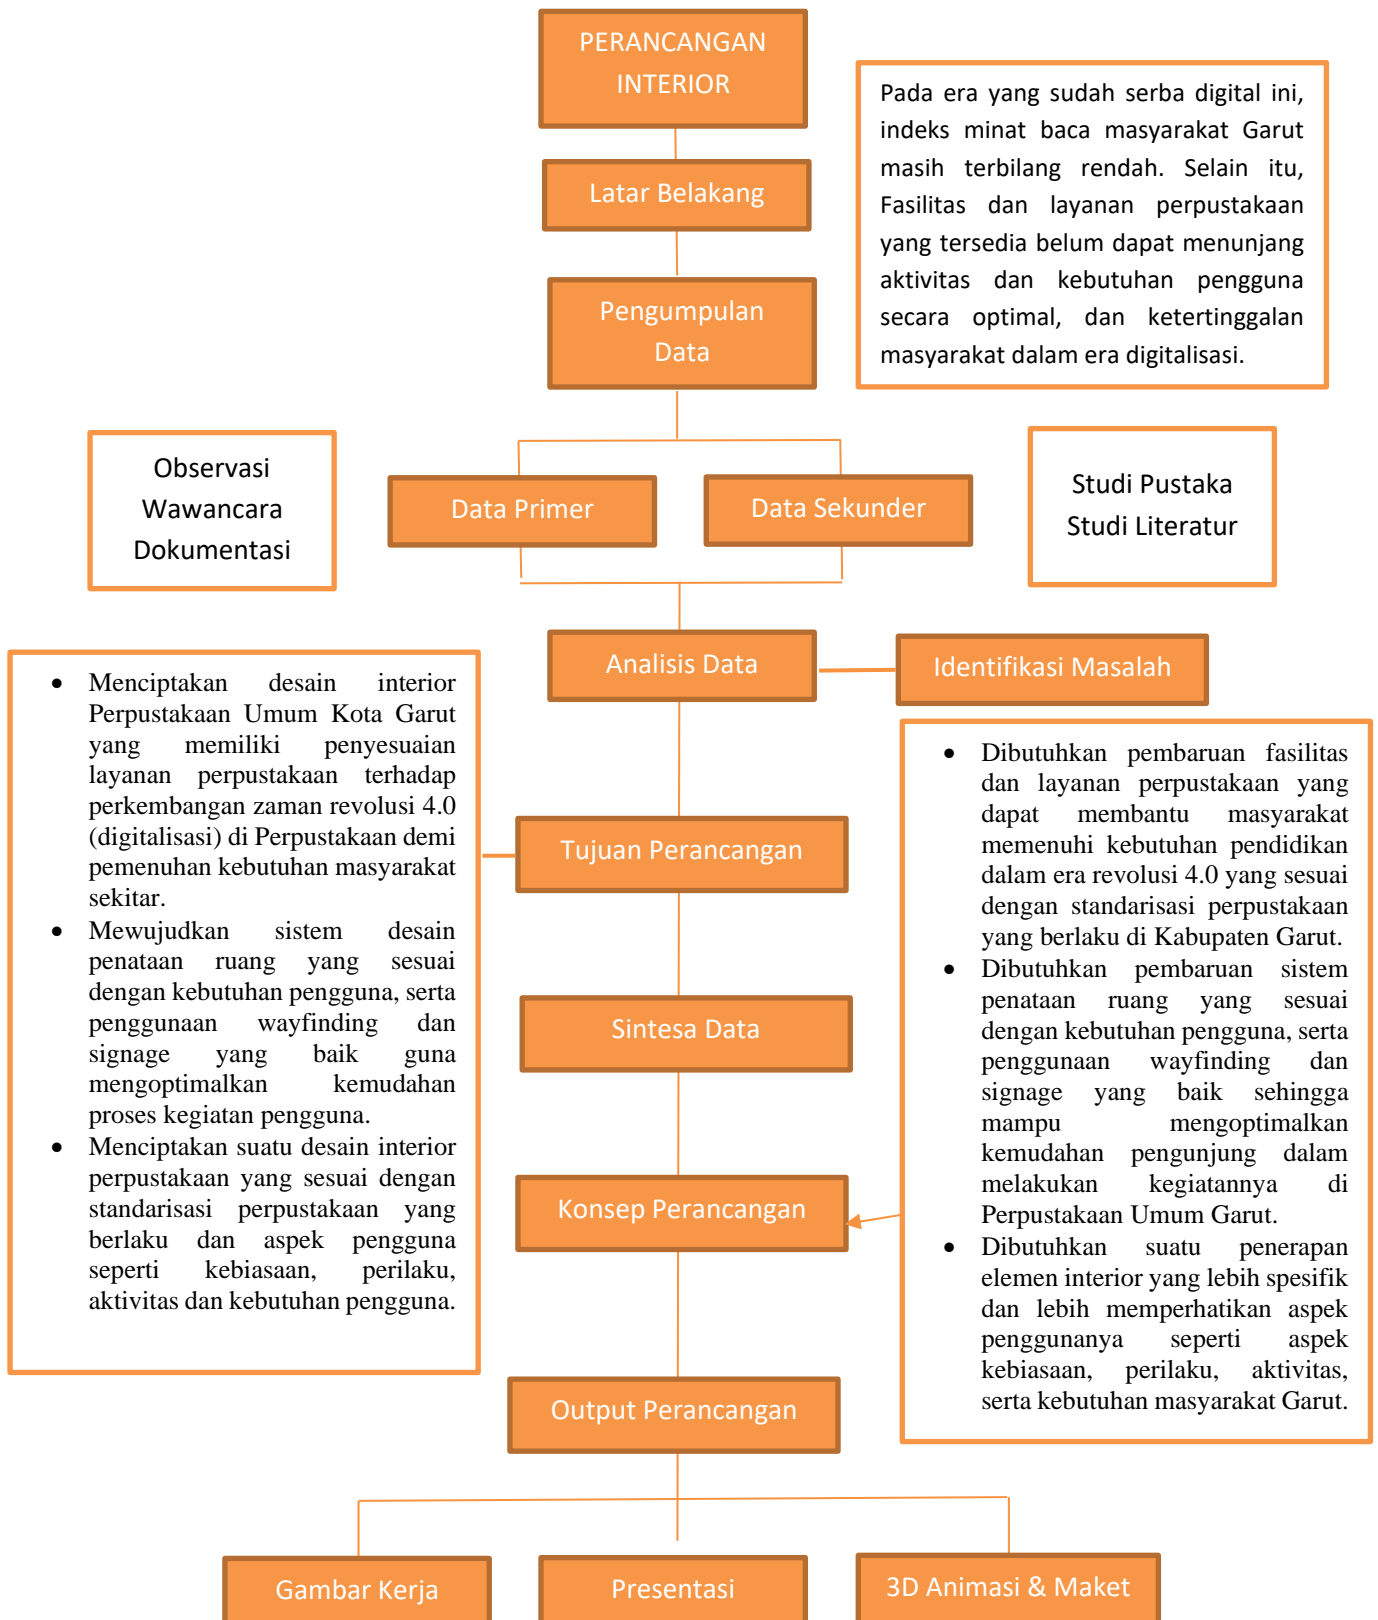 PERANCANGAN
INTERIOR
Pada era yang sudah serba digital ini,
indeks minat baca masyarakat Garut
masih terbilang rendah. Selain itu,
Fasilitas dan layanan perpustakaan
yang tersedia belum dapat menunjang
aktivitas dan kebutuhan pengguna
secara optimal, dan ketertinggalan
masyarakat dalam era digitalisasi.
Latar Belakang
Pengumpulan
Data
Observasi
Wawancara
Dokumentasi
Data Primer
Data Sekunder
Studi Pustaka
Studi Literatur
Analisis Data
Identifikasi Masalah
• Menciptakan desain interior
Perpustakaan Umum Kota Garut
yang memiliki penyesuaian
layanan perpustakaan terhadap
perkembangan zaman revolusi 4.0
(digitalisasi) di Perpustakaan demi
pemenuhan kebutuhan masyarakat
sekitar.
• Mewujudkan sistem desain
penataan ruang yang sesuai
dengan kebutuhan pengguna, serta
penggunaan wayfinding dan
signage yang baik guna
mengoptimalkan kemudahan
proses kegiatan pengguna.
• Menciptakan suatu desain interior
perpustakaan yang sesuai dengan
standarisasi perpustakaan yang
berlaku dan aspek pengguna
seperti kebiasaan, perilaku,
aktivitas dan kebutuhan pengguna.
Tujuan Perancangan
Sintesa Data
Konsep Perancangan
• Dibutuhkan pembaruan fasilitas
dan layanan perpustakaan yang
dapat membantu masyarakat
memenuhi kebutuhan pendidikan
dalam era revolusi 4.0 yang sesuai
dengan standarisasi perpustakaan
yang berlaku di Kabupaten Garut.
• Dibutuhkan pembaruan sistem
penataan ruang yang sesuai
dengan kebutuhan pengguna, serta
penggunaan wayfinding dan
signage yang baik sehingga
mampu mengoptimalkan
kemudahan pengunjung dalam
melakukan kegiatannya di
Perpustakaan Umum Garut.
• Dibutuhkan suatu penerapan
elemen interior yang lebih spesifik
dan lebih memperhatikan aspek
penggunanya seperti aspek
kebiasaan, perilaku, aktivitas,
serta kebutuhan masyarakat Garut.
Output Perancangan
Gambar Kerja
Presentasi
3D Animasi & Maket